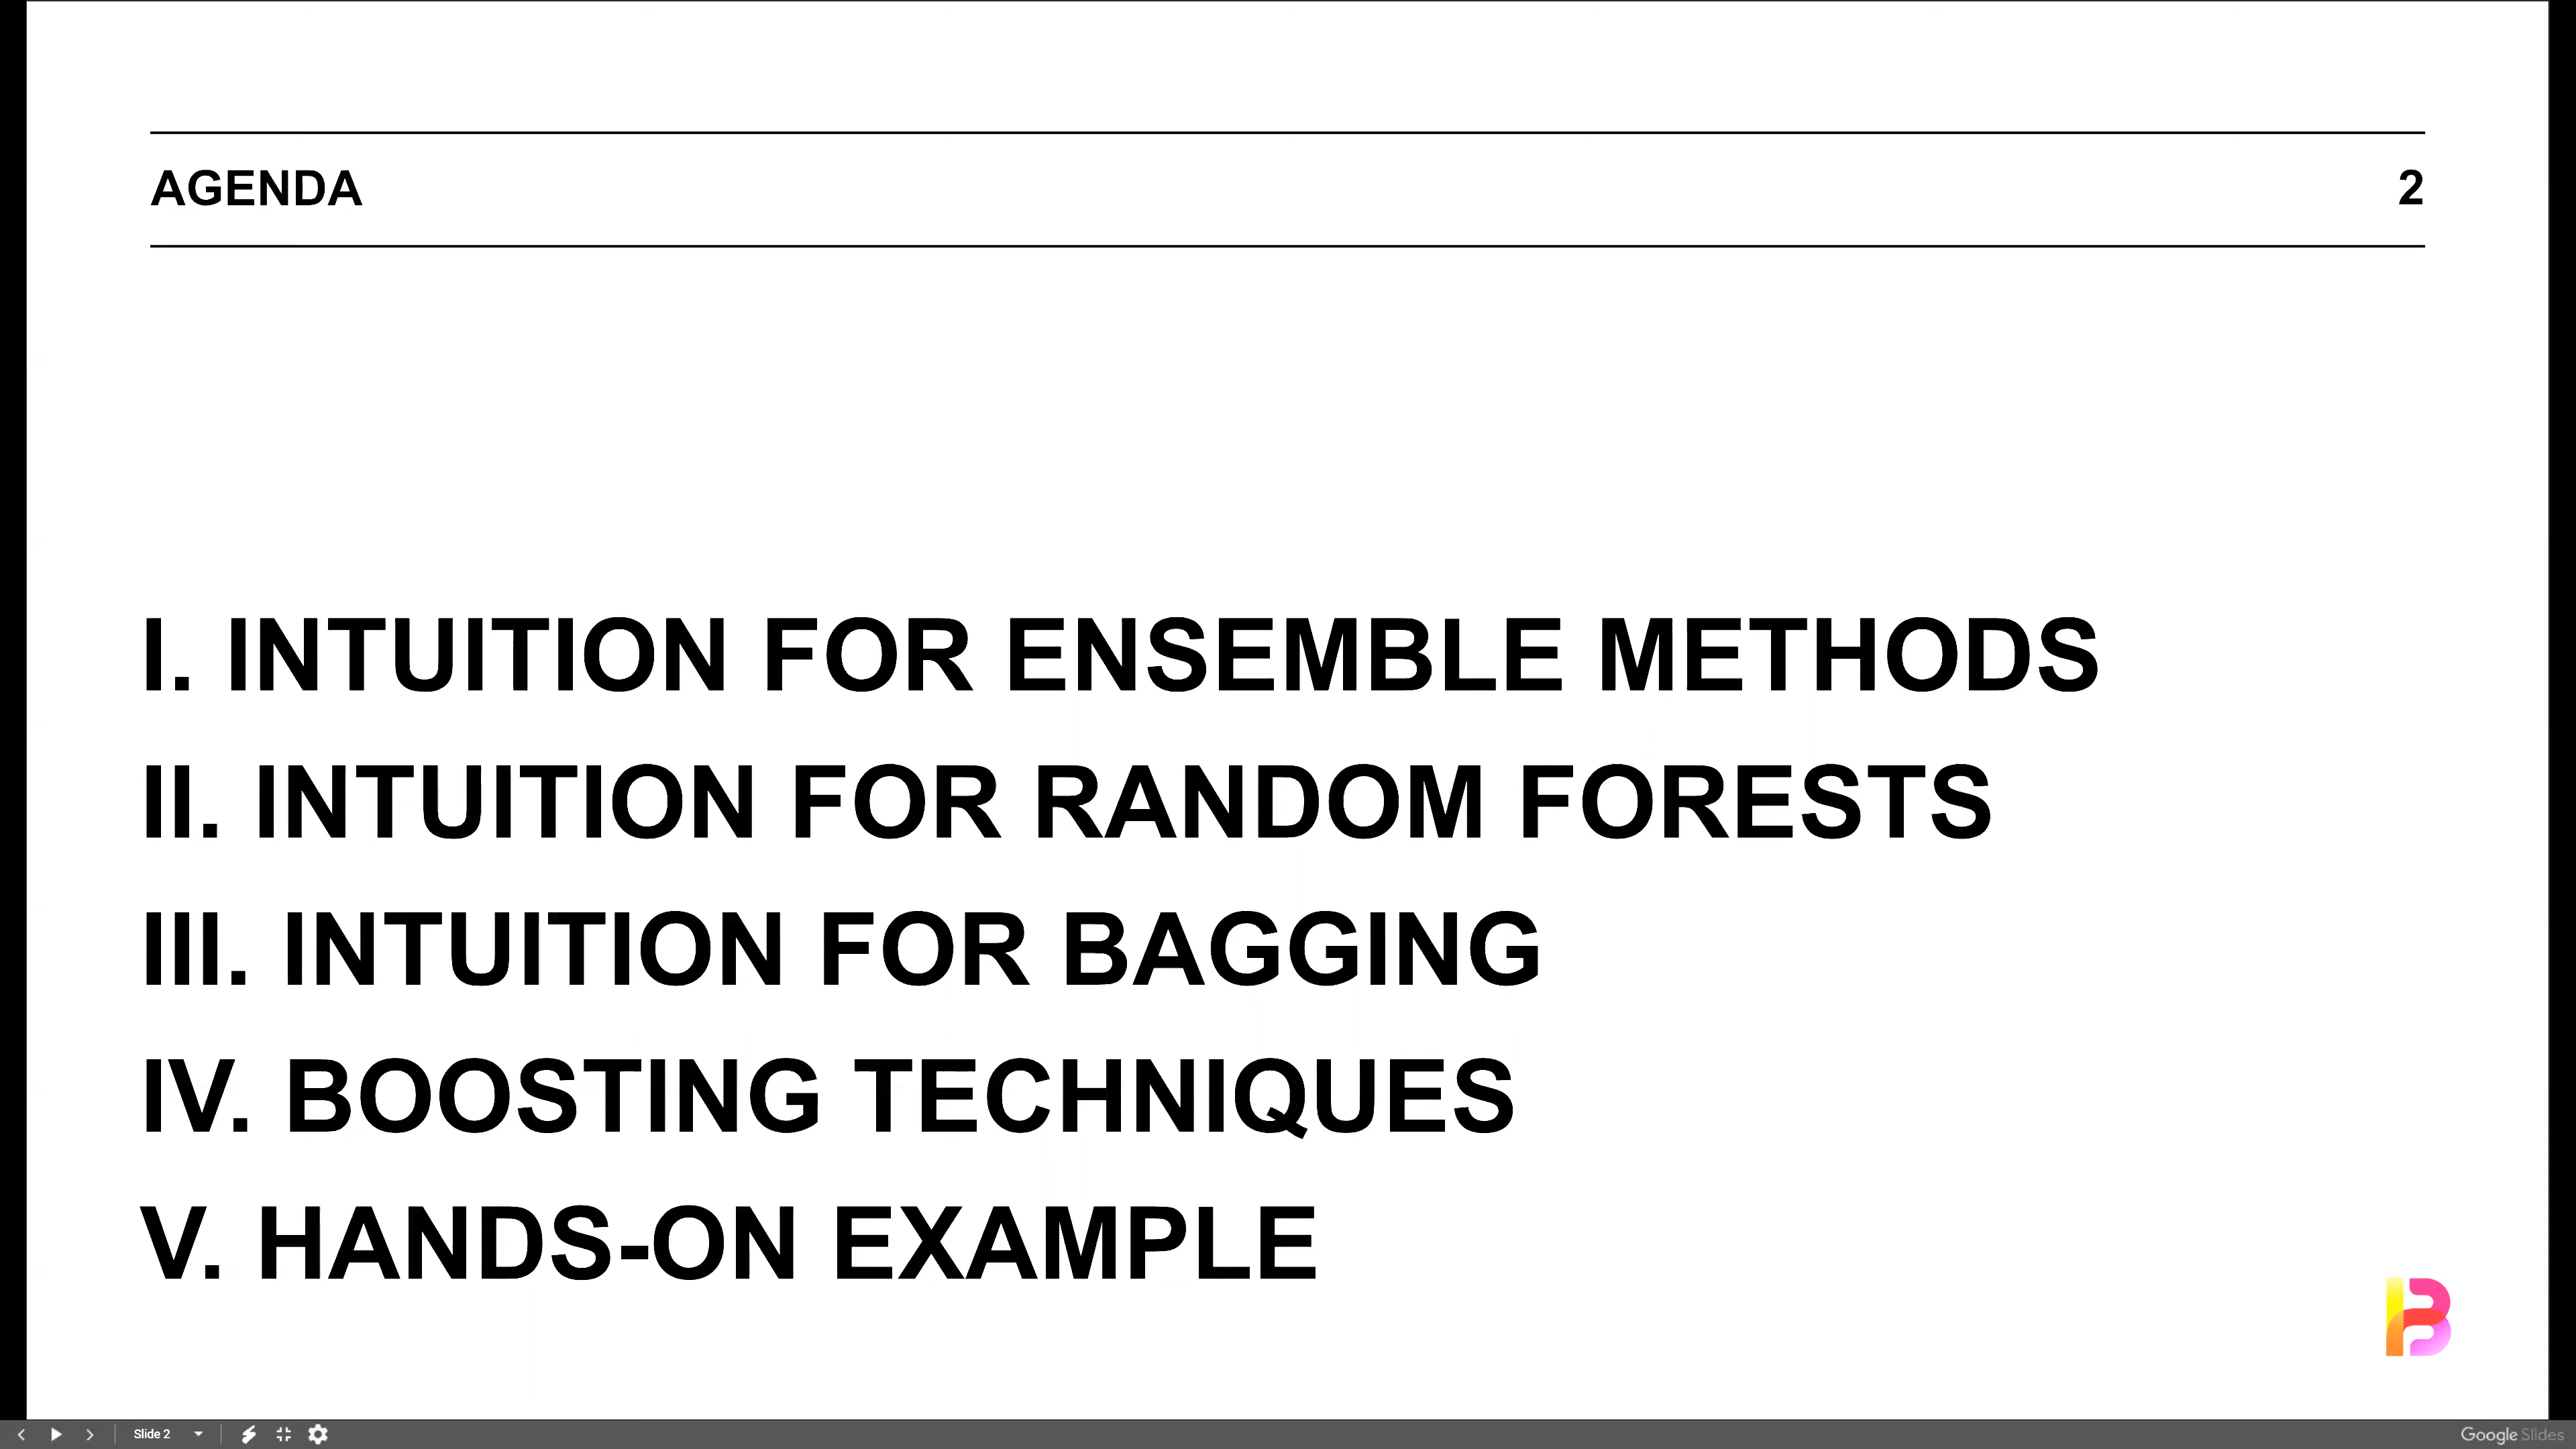 AGENDA 2
I. INTUITION FOR ENSEMBLE METHODS
II. INTUITION FOR RANDOM FORESTS
III. INTUITION FOR BAGGING
IV. BOOSTING TECHNIQUES
V. HANDS-ON EXAMPLE
Slide 2
Google Slides